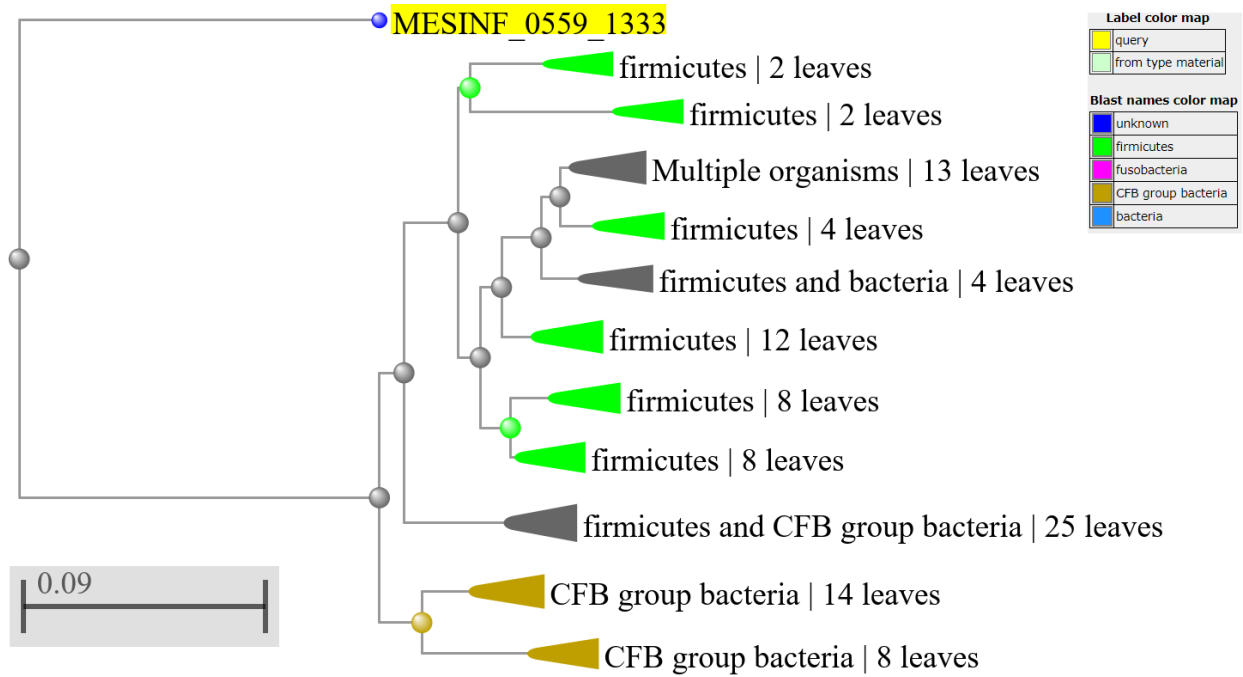 MESINF_0559_1333
firmicutes | 2 leaves
firmicutes | 2 leaves
Multiple organisms | 13 leaves
firmicutes | 4 leaves
firmicutes and bacteria | 4 leaves
firmicutes | 12 leaves
firmicutes | 8 leaves
firmicutes | 8 leaves
firmicutes and CFB group bacteria | 25 leaves
CFB group bacteria | 14 leaves
CFB group bacteria | 8 leaves
0.09
Label color map
query
from type material
Blast names color map
unknown
firmicutes
fusobacteria
CFB group bacteria
bacteria